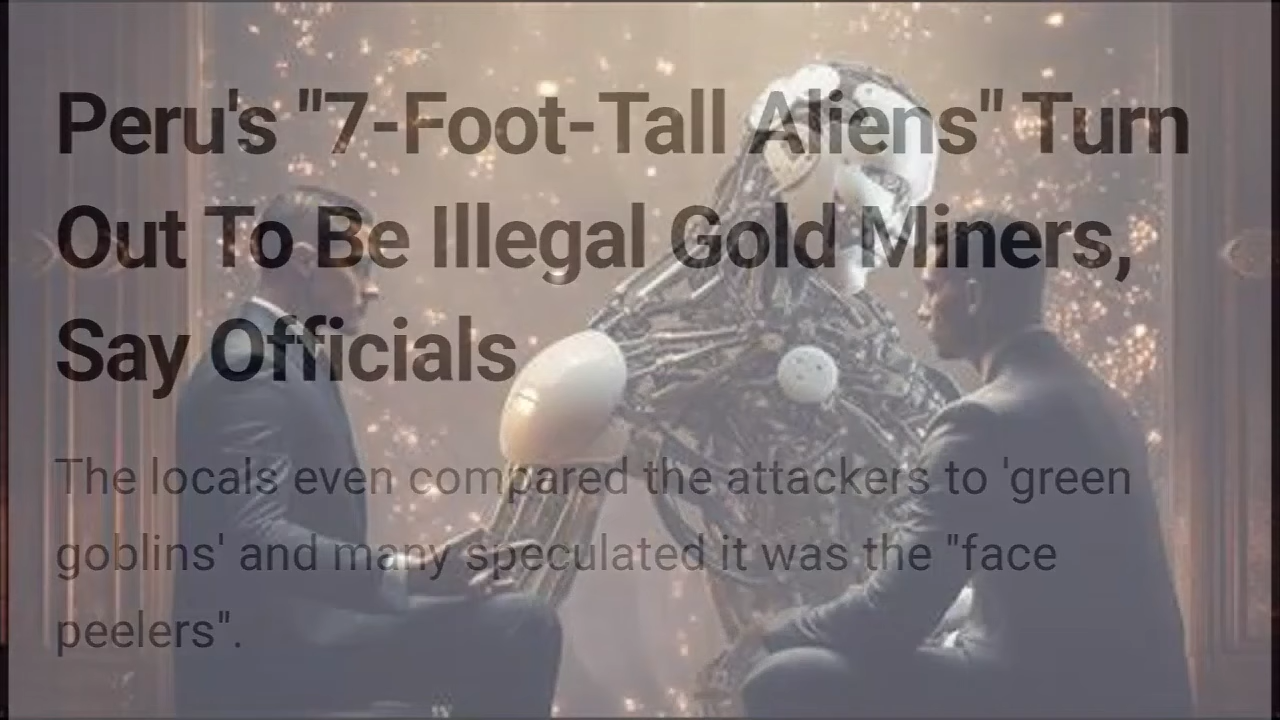 Peru's "7-Foot-Tall Aliens" Turn
Out To Be Illegal Gold Miners,
Say Officials
The locals even compared the attackers to 'green
goblins' and many speculated it was the "face
peelers".